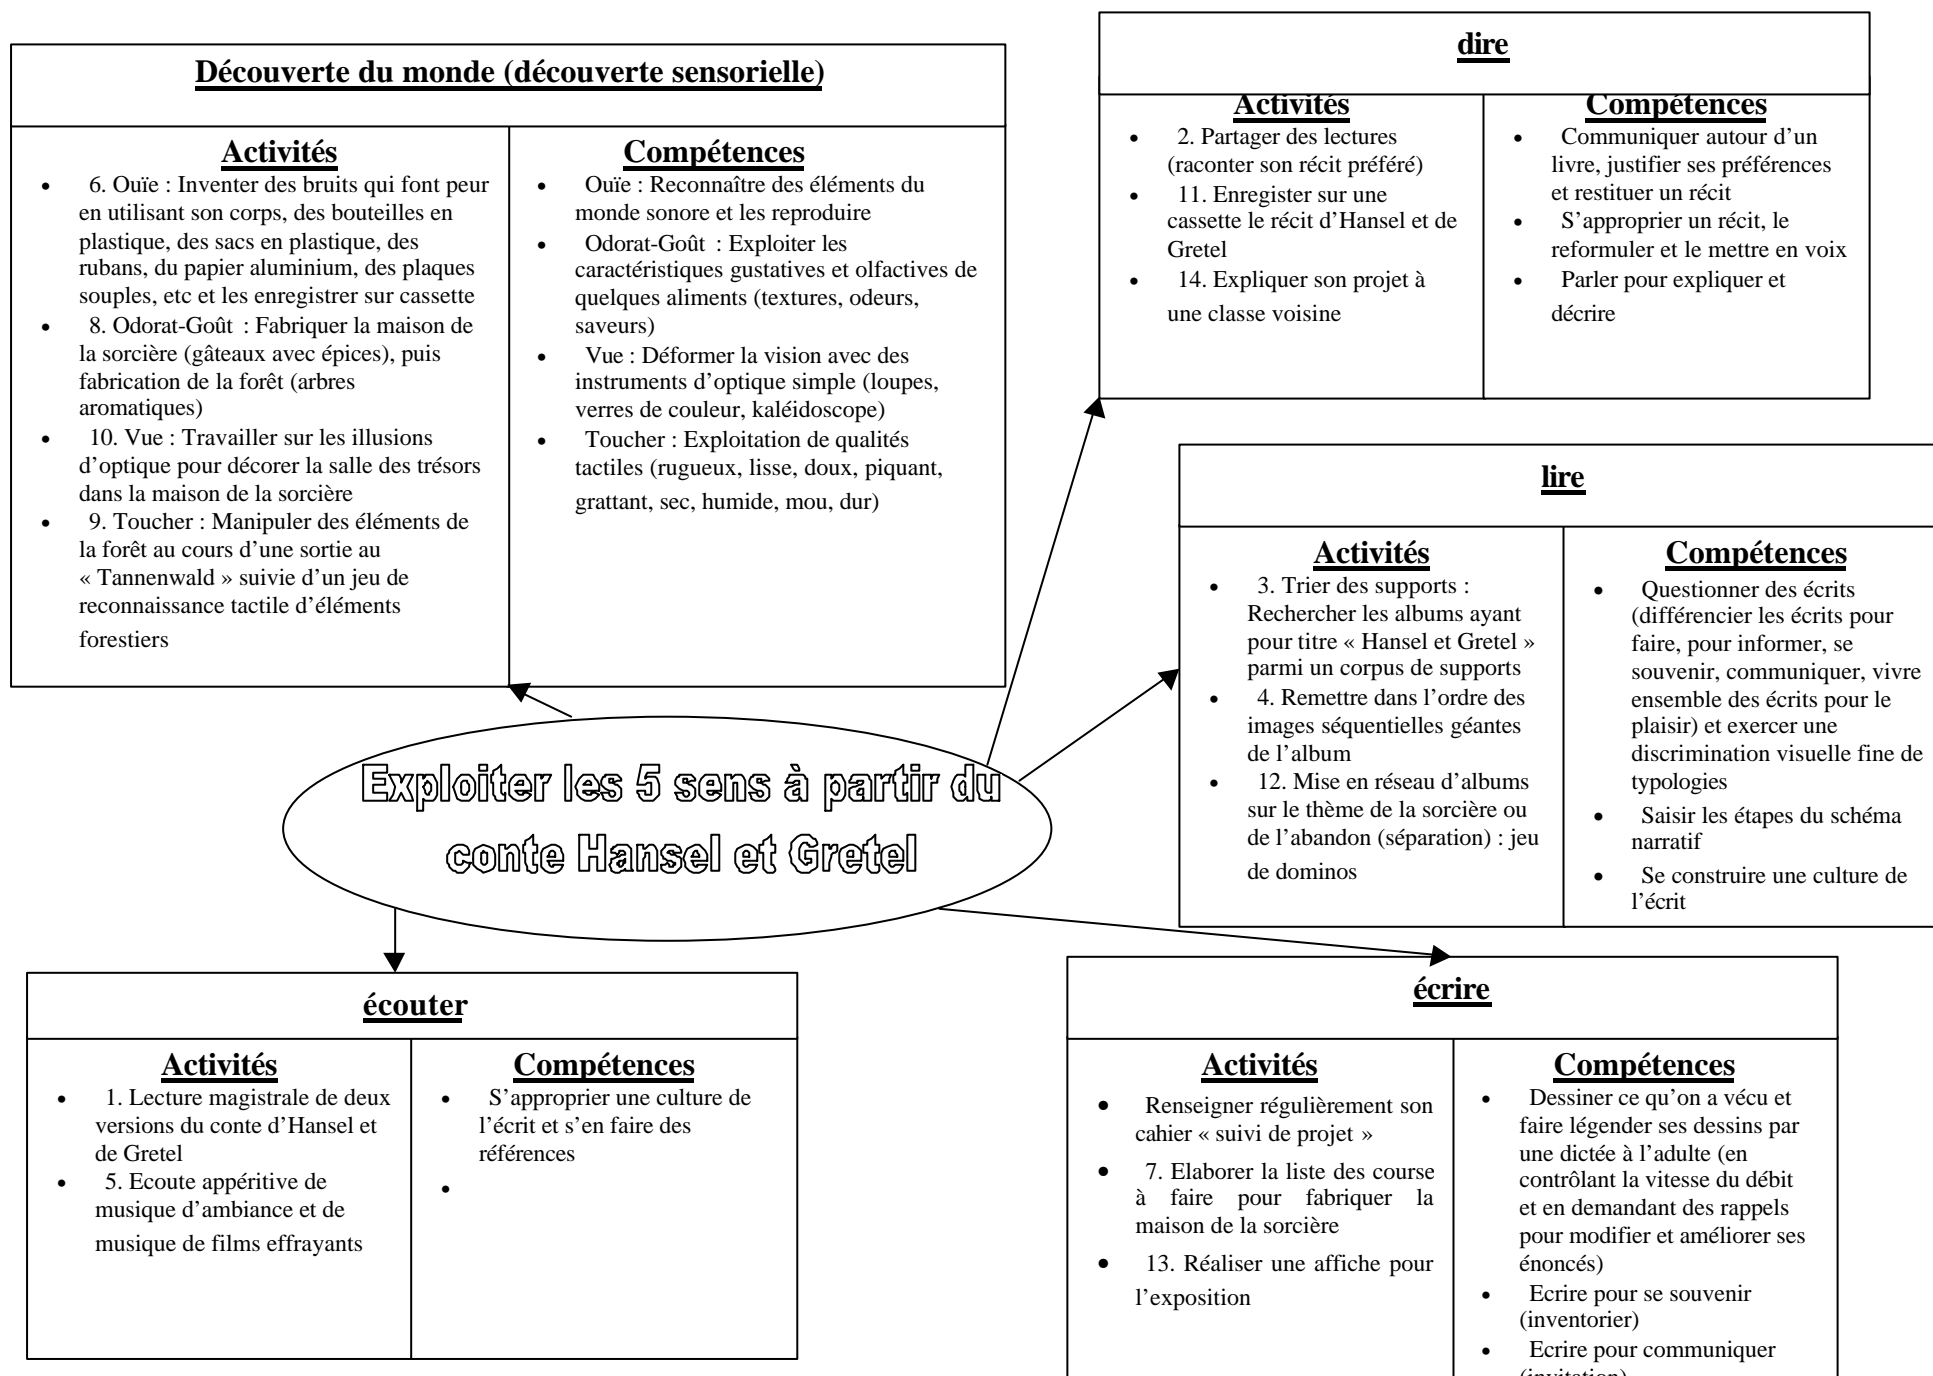 Découverte du monde (découverte sensorielle)
Activités
• 6. Ouïe : Inventer des bruits qui font peur
en utilisant son corps, des bouteilles en
plastique, des sacs en plastique, des
rubans, du papier aluminium, des plaques
souples, etc et les enregistrer sur cassette
• 8. Odorat-Goût : Fabriquer la maison de
la sorcière (gâteaux avec épices), puis
fabrication de la forêt (arbres
aromatiques)
• 10. Vue : Travailler sur les illusions
d’optique pour décorer la salle des trésors
dans la maison de la sorcière
• 9. Toucher : Manipuler des éléments de
la forêt au cours d’une sortie au
« Tannenwald » suivie d’un jeu de
reconnaissance tactile d’éléments
forestiers
Compétences
• Ouïe : Reconnaître des éléments du
monde sonore et les reproduire
• Odorat-Goût : Exploiter les
caractéristiques gustatives et olfactives de
quelques aliments (textures, odeurs,
saveurs)
• Vue : Déformer la vision avec des
instruments d’optique simple (loupes,
verres de couleur, kaléidoscope)
• Toucher : Exploitation de qualités
tactiles (rugueux, lisse, doux, piquant,
grattant, sec, humide, mou, dur)
dire
Activités
• 2. Partager des lectures
(raconter son récit préféré)
• 11. Enregister sur une
cassette le récit d’Hansel et de
Gretel
• 14. Expliquer son projet à
une classe voisine
Compétences
• Communiquer autour d’un
livre, justifier ses préférences
et restituer un récit
• S’approprier un récit, le
reformuler et le mettre en voix
• Parler pour expliquer et
décrire
lire
Activités
• 3. Trier des supports :
Rechercher les albums ayant
pour titre « Hansel et Gretel »
parmi un corpus de supports
• 4. Remettre dans l’ordre des
images séquentielles géantes
de l’album
• 12. Mise en réseau d’albums
sur le thème de la sorcière ou
de l’abandon (séparation) : jeu
de dominos
Compétences
• Questionner des écrits
(différencier les écrits pour
faire, pour informer, se
souvenir, communiquer, vivre
ensemble des écrits pour le
plaisir) et exercer une
discrimination visuelle fine de
typologies
• Saisir les étapes du schéma
narratif
• Se construire une culture de
l’écrit
Exploiter les 5 sens à partir du
conte Hansel et Gretel
écouter
Activités
• 1. Lecture magistrale de deux
versions du conte d’Hansel et
de Gretel
• 5. Ecoute appéritive de
musique d’ambiance et de
musique de films effrayants
Compétences
• S’approprier une culture de
l’écrit et s’en faire des
références
•
écrire
Activités
• Renseigner régulièrement son
cahier « suivi de projet »
• 7. Elaborer la liste des course
à faire pour fabriquer la
maison de la sorcière
• 13. Réaliser une affiche pour
l’exposition
Compétences
• Dessiner ce qu’on a vécu et
faire légender ses dessins par
une dictée à l’adulte (en
contrôlant la vitesse du débit
et en demandant des rappels
pour modifier et améliorer ses
énoncés)
• Ecrire pour se souvenir
(inventorier)
• Ecrire pour communiquer
(invitation)